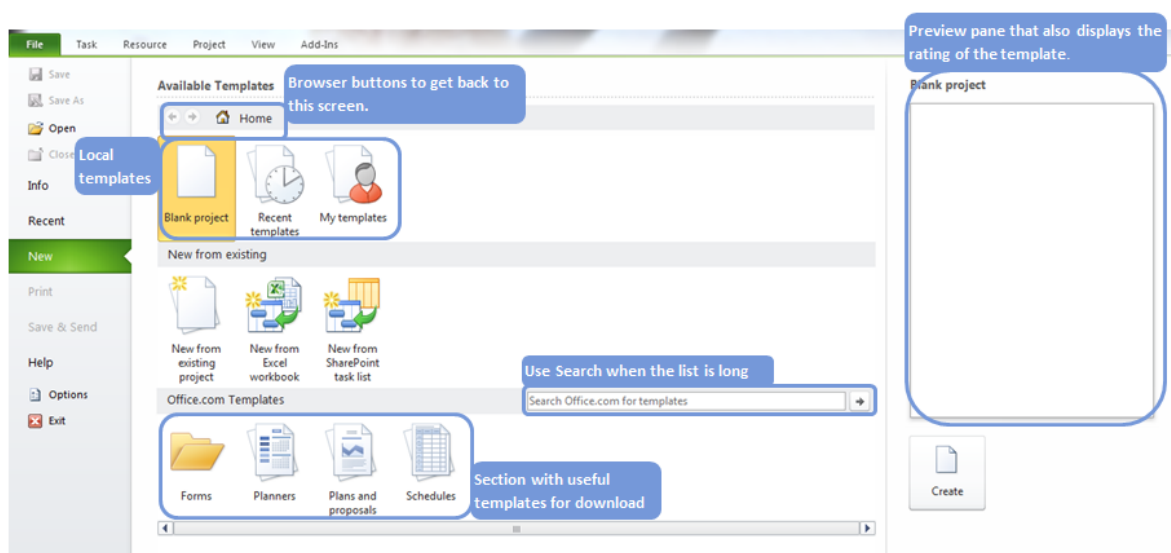 File Task Resource Project View Add-Ins
Save
Save As
Open
Close
Info
Recent
New
Print
Save & Send
Help
Options
Exit
Available Templates
Browser buttons to get back to
this screen.
Home
Local
templates
Blank project
Recent
templates
My templates
New from existing
New from
existing
project
New from
Excel
workbook
New from
SharePoint
task list
Use Search when the list is long
Office.com Templates
Search Office.com for templates
Forms
Planners
Plans and
proposals
Schedules
Section with useful
templates for download
Preview pane that also displays the
rating of the template.
Blank project
Create